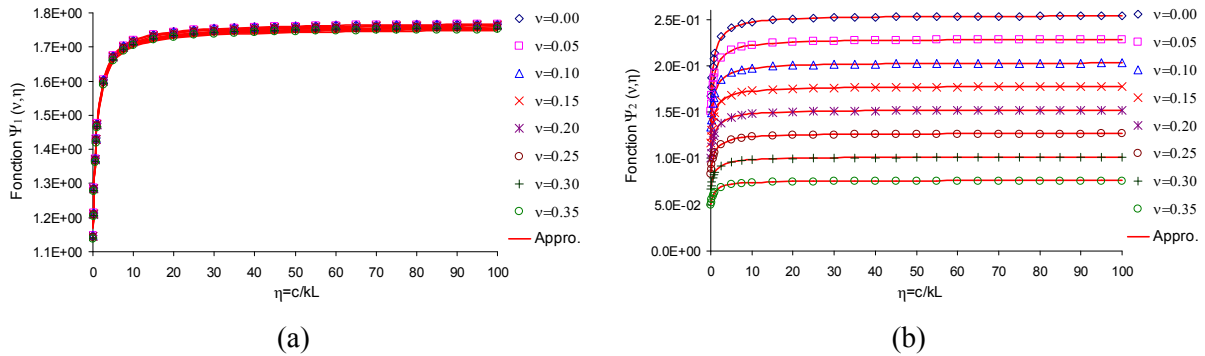 Fonction Ψ1 (ν,η)
1.8E+00
1.7E+00
1.6E+00
1.5E+00
1.4E+00
1.3E+00
1.2E+00
1.1E+00
0 10 20 30 40 50 60 70 80 90 100
η=c/kL
ν=0.00
ν=0.05
ν=0.10
ν=0.15
ν=0.20
ν=0.25
ν=0.30
ν=0.35
Appro.
(a)
Fonction Ψ2 (ν,η)
2.5E-01
2.0E-01
1.5E-01
1.0E-01
5.0E-02
0.0E+00
0 10 20 30 40 50 60 70 80 90 100
η=c/kL
ν=0.00
ν=0.05
ν=0.10
ν=0.15
ν=0.20
ν=0.25
ν=0.30
ν=0.35
Appro.
(b)